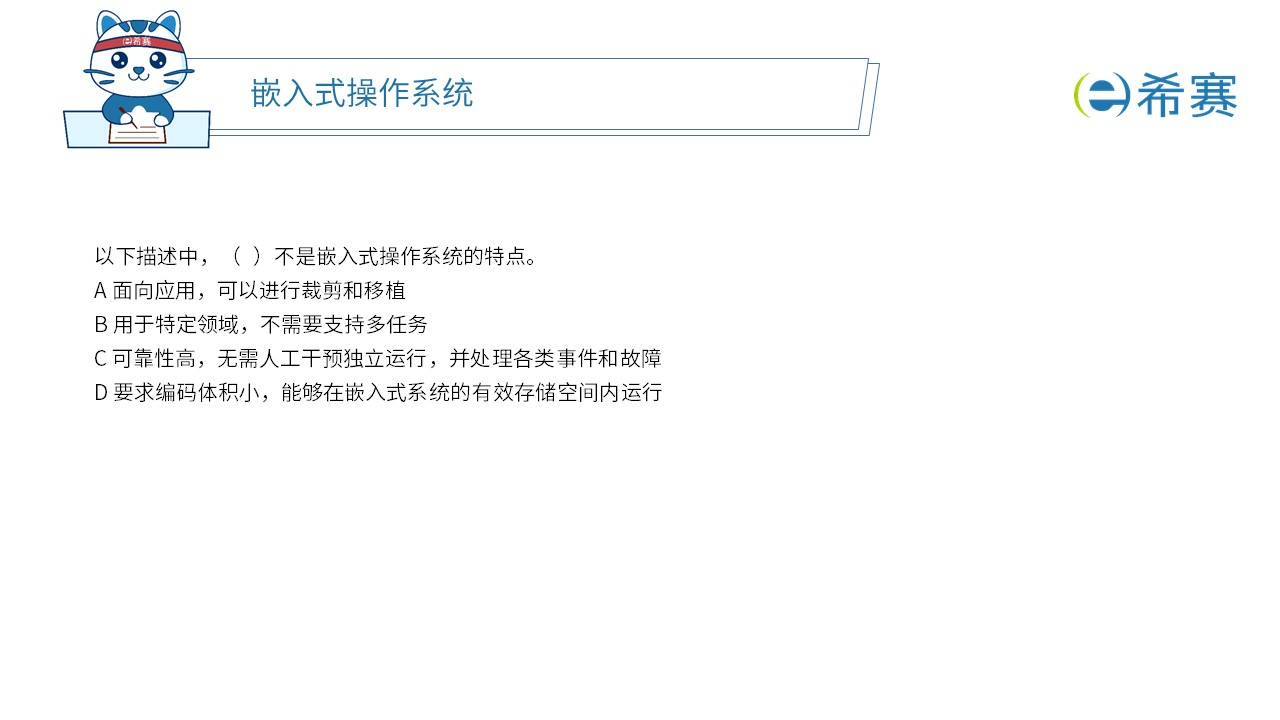 希赛
嵌入式操作系统
希赛
以下描述中，（ ）不是嵌入式操作系统的特点。
A 面向应用，可以进行裁剪和移植
B 用于特定领域，不需要支持多任务
C 可靠性高，无需人工干预独立运行，并处理各类事件和故障
D 要求编码体积小，能够在嵌入式系统的有效存储空间内运行